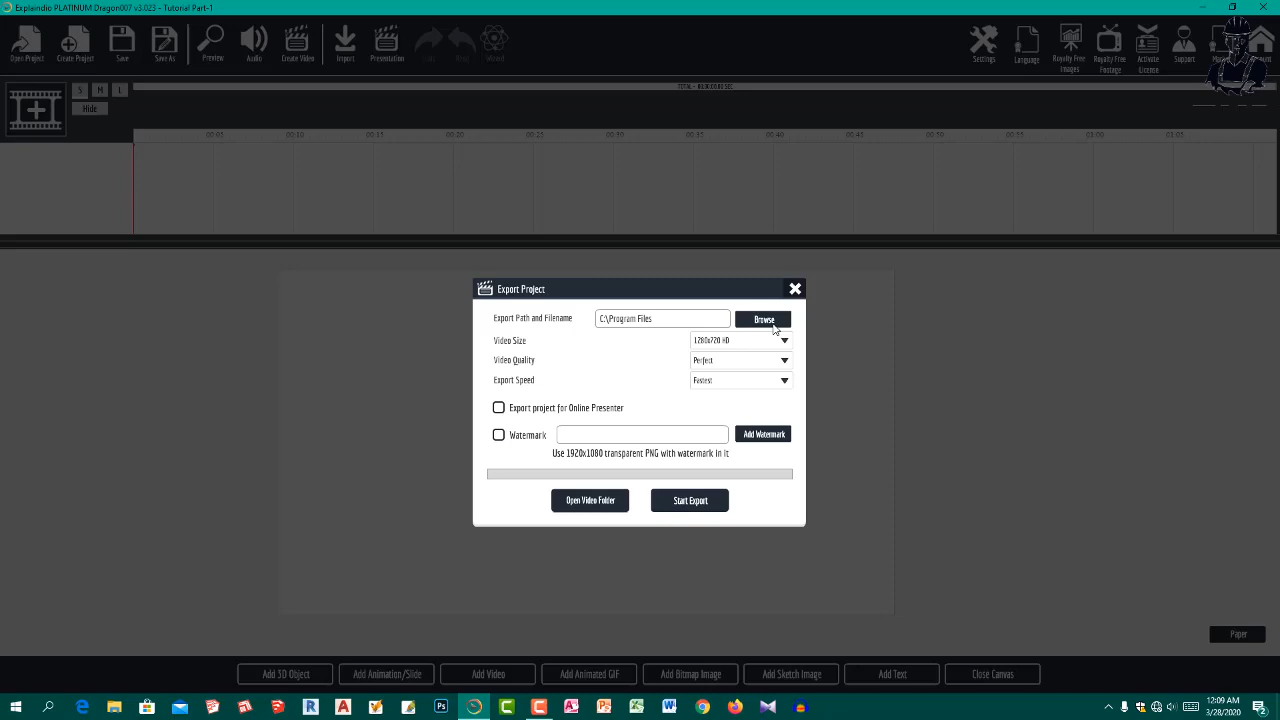 Explaindio PLATINUM Dragon007 v3.023 - Tutorial Part-1
Open Project Create Project Save Save As Preview Audio Create Video Import Presentation Wizard Settings Language Royalty Free Images Royalty Free Footage Activate License Support Account
S M L
Hide
00:05 00:10 00:15 00:20 00:25 00:30 00:35 00:40 00:45 00:50 00:55 01:00 01:05
Export Project
Export Path and Filename C:\Program Files Browse
Video Size 1280x720 HD
Video Quality Perfect
Export Speed Fastest
Export project for Online Presenter
Watermark Add Watermark
Use 1920x1080 transparent PNG with watermark in it
Open Video Folder Start Export
Paper
Add 3D Object Add Animation/Slide Add Video Add Animated GIF Add Bitmap Image Add Sketch Image Add Text Close Canvas
12:09 AM
3/28/2020